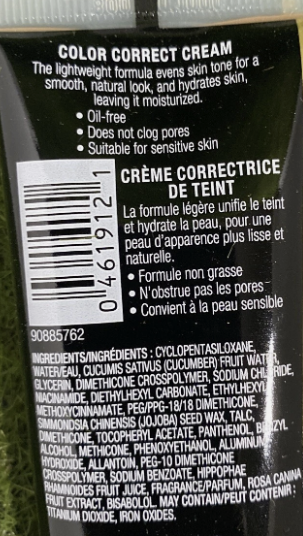 COLOR CORRECT CREAM
The lightweight formula evens skin tone for a
smooth, natural look, and hydrates skin,
leaving it moisturized.
• Oil-free
• Does not clog pores
• Suitable for sensitive skin
CRÈME CORRECTRICE
DE TEINT
La formule légère unifie le teint
et hydrate la peau, pour une
peau d'apparence plus lisse et
naturelle.
• Formule non grasse
• N'obstrue pas les pores
• Convient à la peau sensible
0 461912 1
90885762
INGREDIENTS/INGRÉDIENTS : CYCLOPENTASILOXANE,
WATER/EAU, CUCUMIS SATIVUS (CUCUMBER) FRUIT WATER,
GLYCERIN, DIMETHICONE CROSSPOLYMER, SODIUM CHLORIDE,
NIACINAMIDE, DIETHYLHEXYL CARBONATE, ETHYLHEXYL
METHOXYCINNAMATE, PEG/PPG-18/18 DIMETHICONE,
SIMMONDSIA CHINENSIS (JOJOBA) SEED WAX, TALC,
DIMETHICONE, TOCOPHERYL ACETATE, PANTHENOL, BENZYL
ALCOHOL, METHICONE, PHENOXYETHANOL, ALUMINUM
HYDROXIDE, ALLANTOIN, PEG-10 DIMETHICONE
CROSSPOLYMER, SODIUM BENZOATE, HIPPOPHAE
RHAMNOIDES FRUIT JUICE, FRAGRANCE/PARFUM, ROSA CANINA
FRUIT EXTRACT, BISABOLOL. MAY CONTAIN/PEUT CONTENIR :
TITANIUM DIOXIDE, IRON OXIDES.